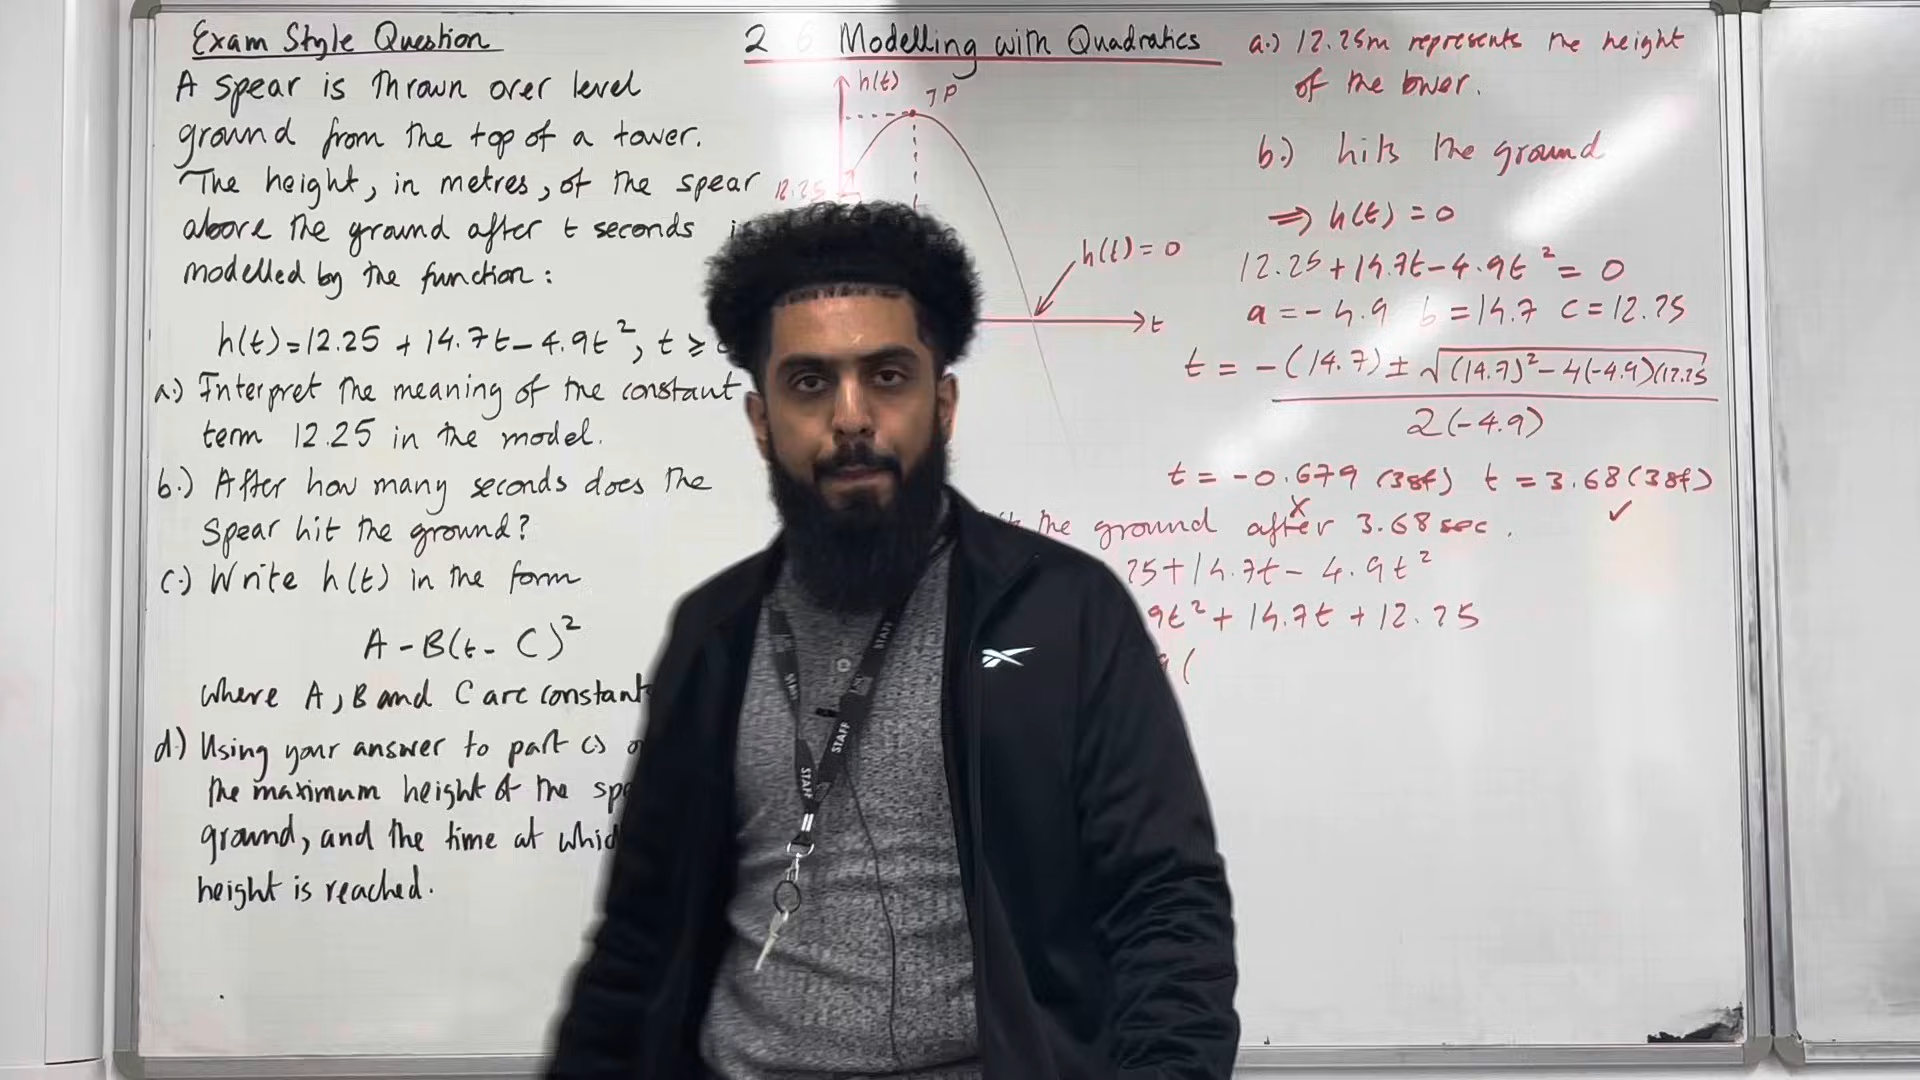 Exam Style Question
A spear is thrown over level
ground from the top of a tower.
The height, in metres, of the spear
above the ground after t seconds
modelled by the function:
h(t)=12.25 + 14.7t - 4.9t², t ≥
a.) Interpret the meaning of the constant
term 12.25 in the model.
b.) After how many seconds does the
spear hit the ground?
c.) Write h(t) in the form
A - B(t - C)²
where A, B and C are constant
d.) Using your answer to part c)
the maximum height of the
ground, and the time at
height is reached.
2 Modelling with Quadratics
h(t)
TP
12.25
h(t) = 0
t
a.) 12.25m represents the height
of the tower.
b.) hits the ground
⇒ h(t) = 0
12.25+14.7t-4.9t² = 0
a = -4.9 b = 14.7 c = 12.25
t = -(14.7) ± √(14.7)² - 4(-4.9)(12.25
2(-4.9)
t = -0.679 (3sf) t = 3.68 (3sf)
x ✓
the ground after 3.68 sec.
25+14.7t - 4.9t²
9t² + 14.7t + 12.25
(
STAFF
STAFF
STAFF